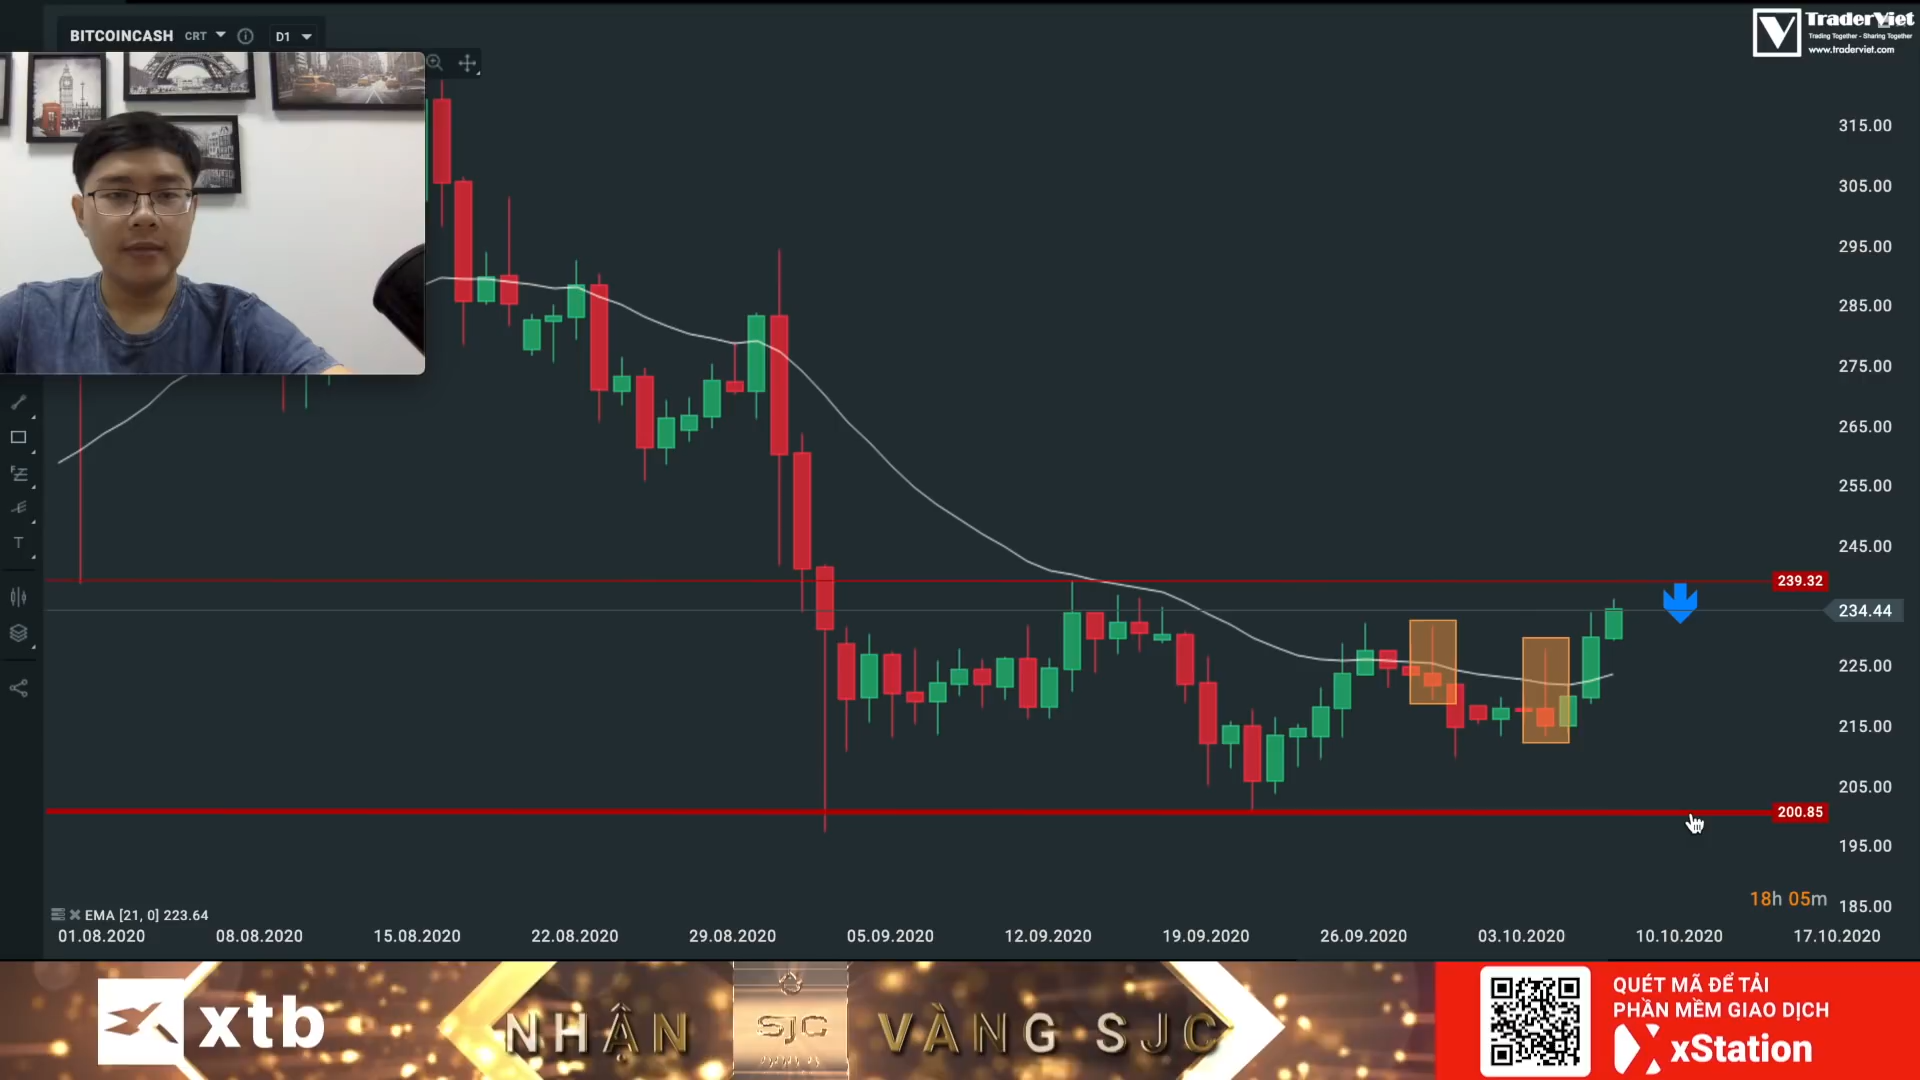 BITCOINCASH CRT D1
TraderViet
Trading Together - Sharing Together
www.traderviet.com
315.00
305.00
295.00
285.00
275.00
265.00
255.00
245.00
239.32
234.44
225.00
215.00
205.00
200.85
195.00
18h 05m
185.00
T
EMA [21, 0] 223.64
01.08.2020 08.08.2020 15.08.2020 22.08.2020 29.08.2020 05.09.2020 12.09.2020 19.09.2020 26.09.2020 03.10.2020 10.10.2020 17.10.2020
xtb
NHẬN SJC VÀNG SJC
QUÉT MÃ ĐỂ TẢI
PHẦN MỀM GIAO DỊCH
xStation